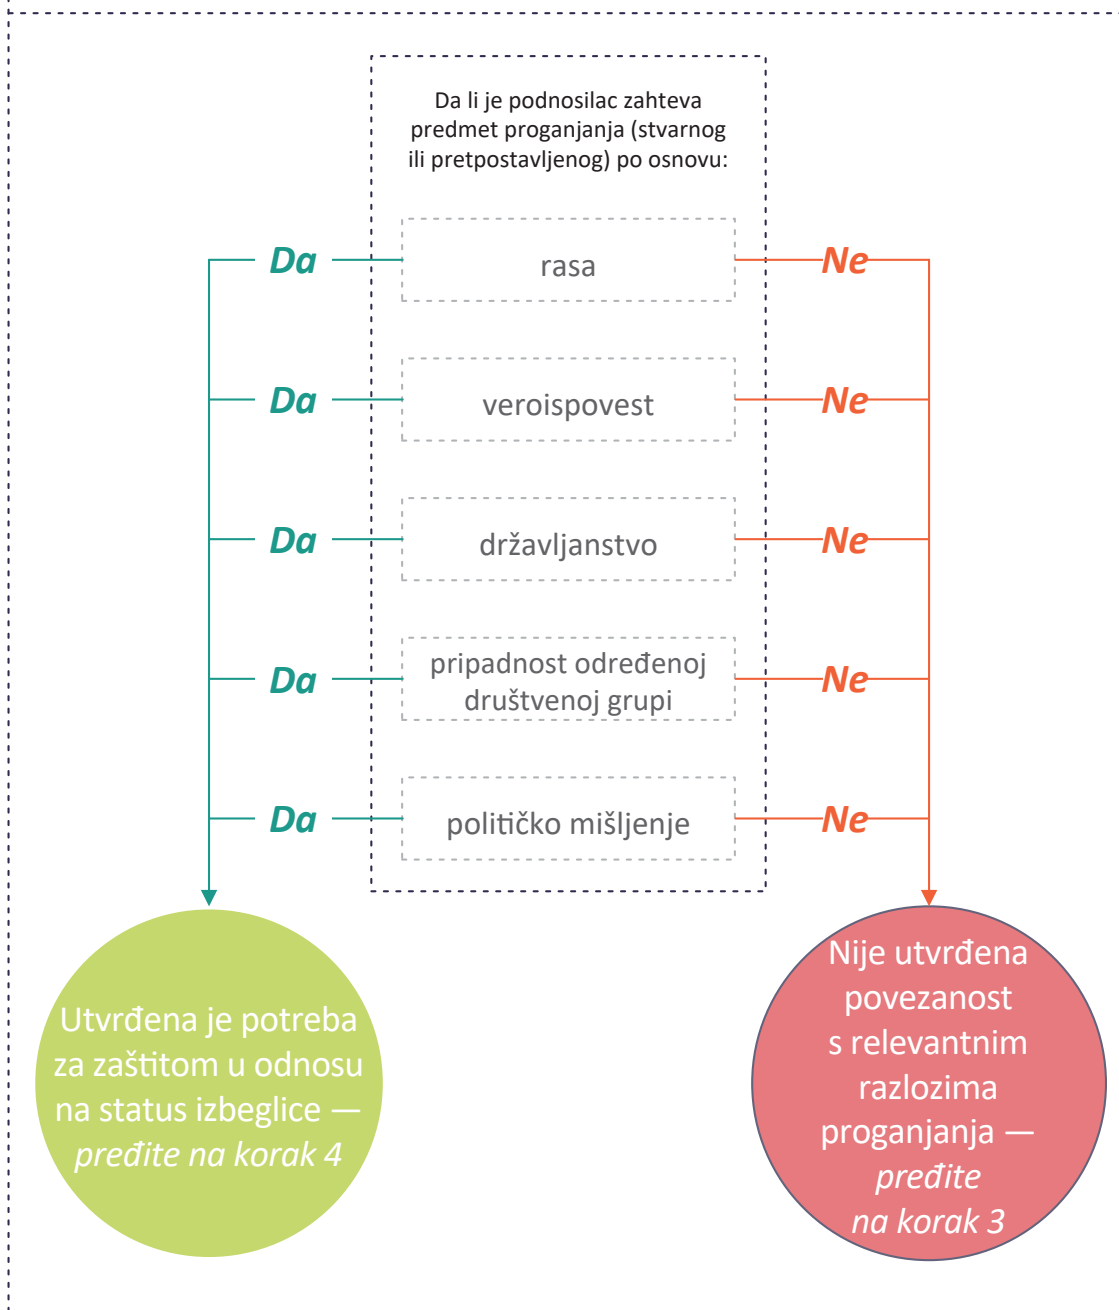 Da li je podnosilac zahteva
predmet proganjanja (stvarnog
ili pretpostavljenog) po osnovu:
Da
rasa
Ne
Da
veroispovest
Ne
Da
državljanstvo
Ne
Da
pripadnost određenoj
društvenoj grupi
Ne
Da
političko mišljenje
Ne
Utvrđena je potreba
za zaštitom u odnosu
na status izbeglice —
pređite na korak 4
Nije utvrđena
povezanost
s relevantnim
razlozima
proganjanja —
pređite
na korak 3